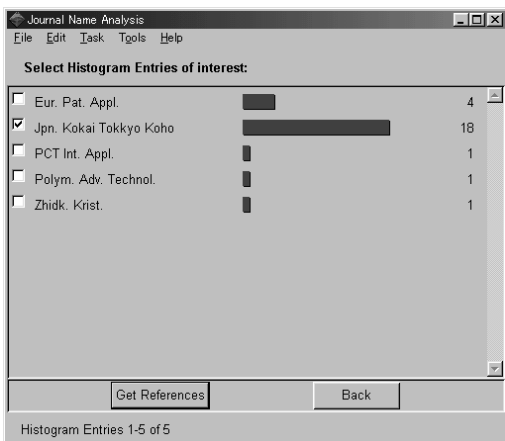 Journal Name Analysis
File Edit Task Tools Help
Select Histogram Entries of interest:
Eur. Pat. Appl. 4
Jpn. Kokai Tokkyo Koho 18
PCT Int. Appl. 1
Polym. Adv. Technol. 1
Zhidk. Krist. 1
Get References Back
Histogram Entries 1-5 of 5